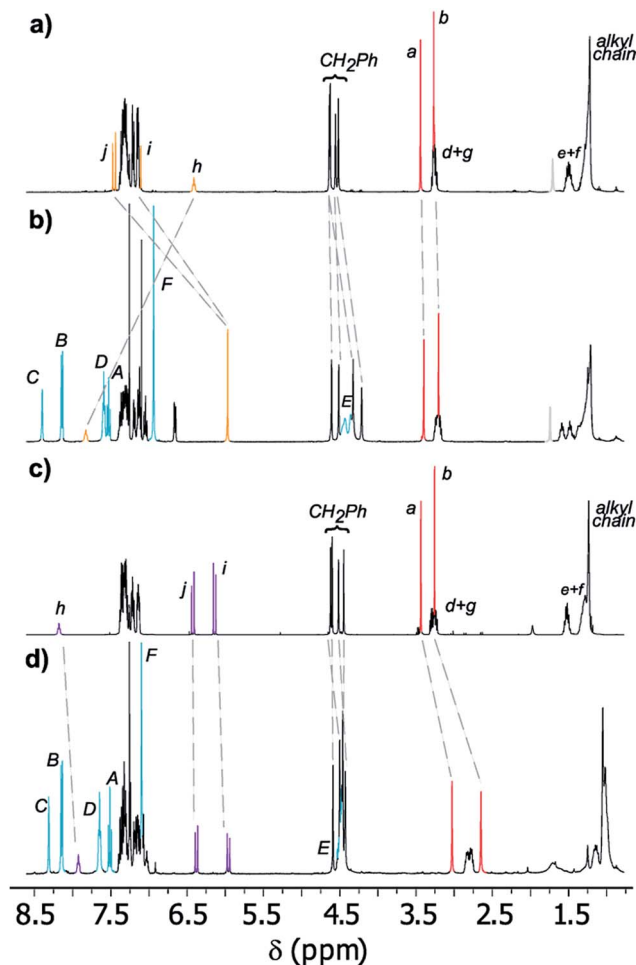 a)
CH2Ph
a
b
alkyl
chain
j
i
h
d+g
e+f
b)
F
C
B
D
A
E
c)
CH2Ph
a
b
alkyl
chain
h
j
i
d+g
e+f
d)
F
C
B
D
A
E
8.5 7.5 6.5 5.5 4.5 3.5 2.5 1.5
δ (ppm)